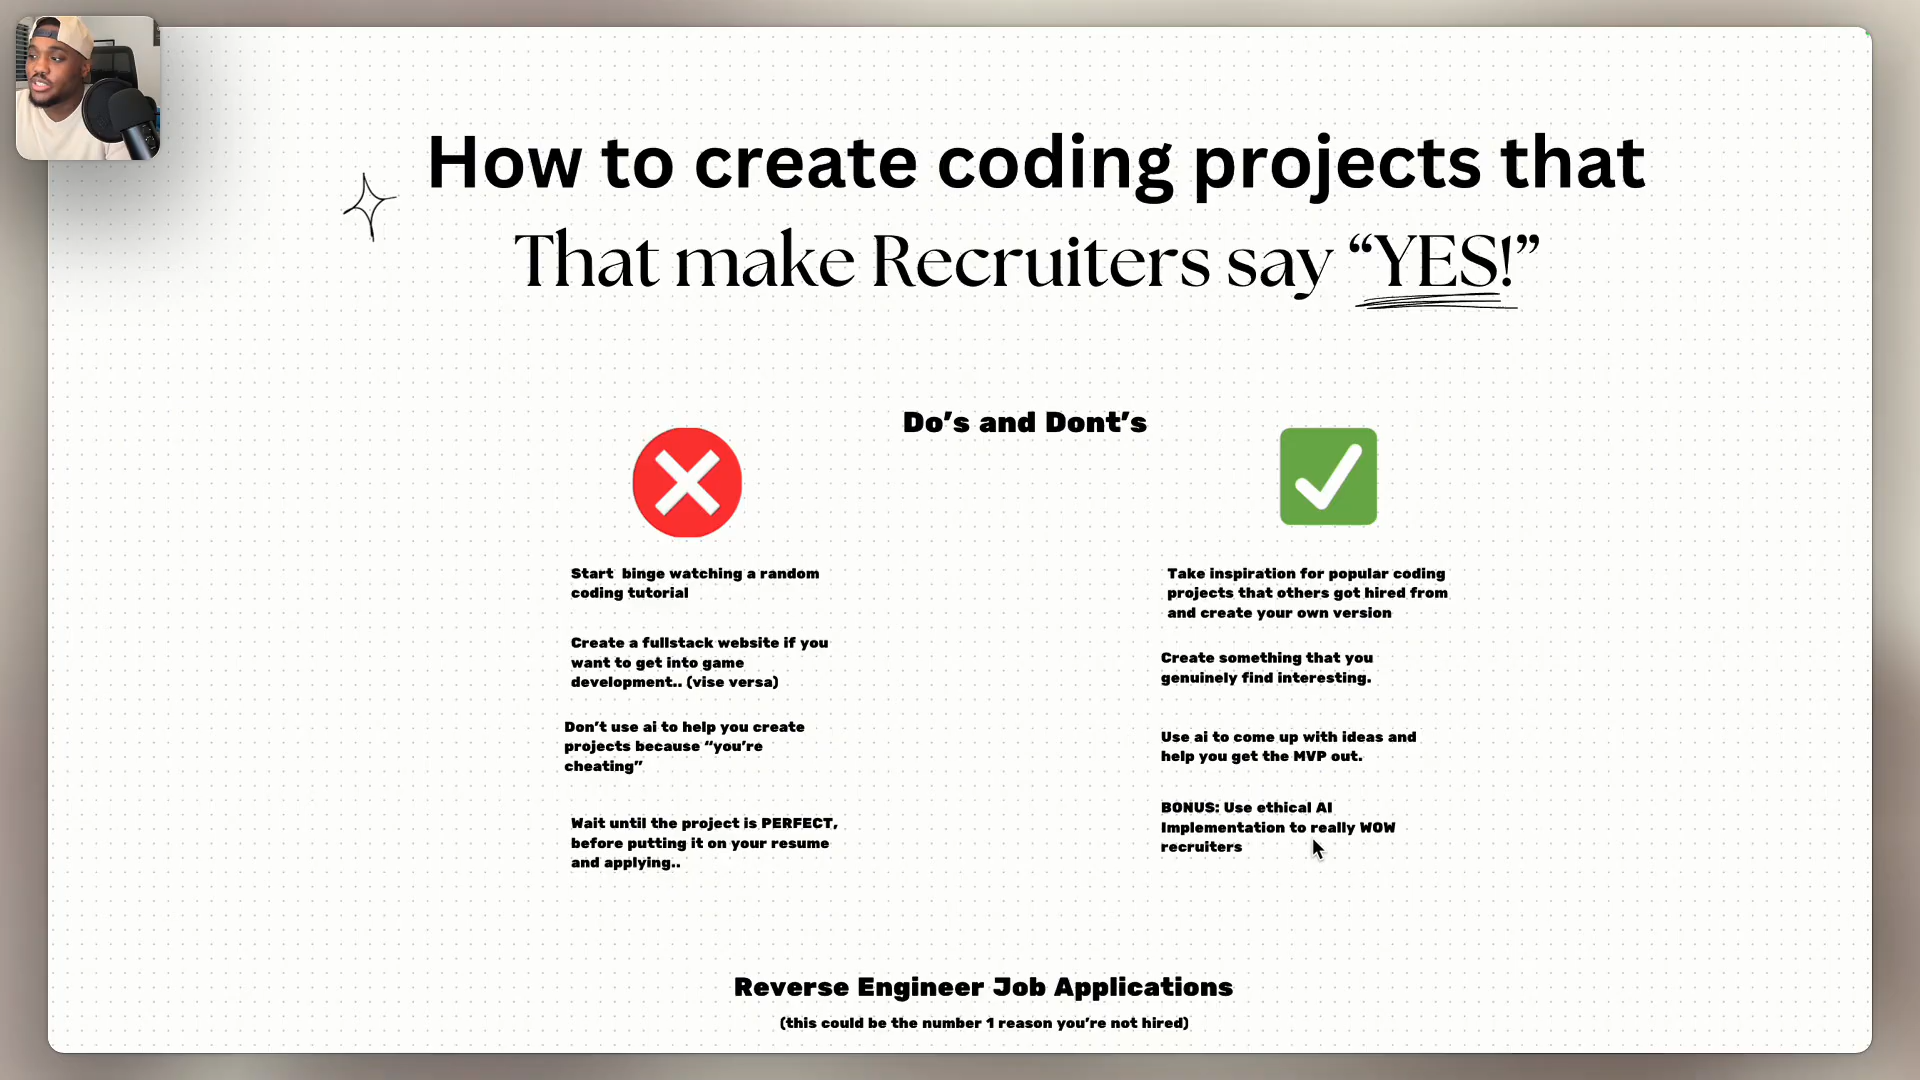 How to create coding projects that
That make Recruiters say “YES!”
Do’s and Dont’s
Start  binge watching a random
coding tutorial
Create a fullstack website if you
want to get into game
development.. (vise versa)
Don’t use ai to help you create
projects because “you’re
cheating”
Wait until the project is PERFECT,
before putting it on your resume
and applying..
Take inspiration for popular coding
projects that others got hired from
and create your own version
Create something that you
genuinely find interesting.
Use ai to come up with ideas and
help you get the MVP out.
BONUS: Use ethical AI
Implementation to really WOW
recruiters
Reverse Engineer Job Applications
(this could be the number 1 reason you’re not hired)